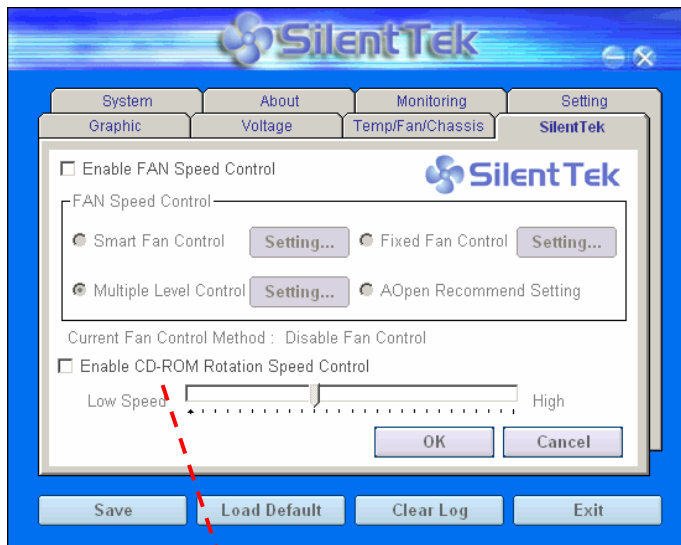 SilentTek
System About Monitoring Setting
Graphic Voltage Temp/Fan/Chassis SilentTek
Enable FAN Speed Control
SilentTek
FAN Speed Control
Smart Fan Control Setting... Fixed Fan Control Setting...
Multiple Level Control Setting... AOpen Recommend Setting
Current Fan Control Method : Disable Fan Control
Enable CD-ROM Rotation Speed Control
Low Speed High
OK Cancel
Save Load Default Clear Log Exit